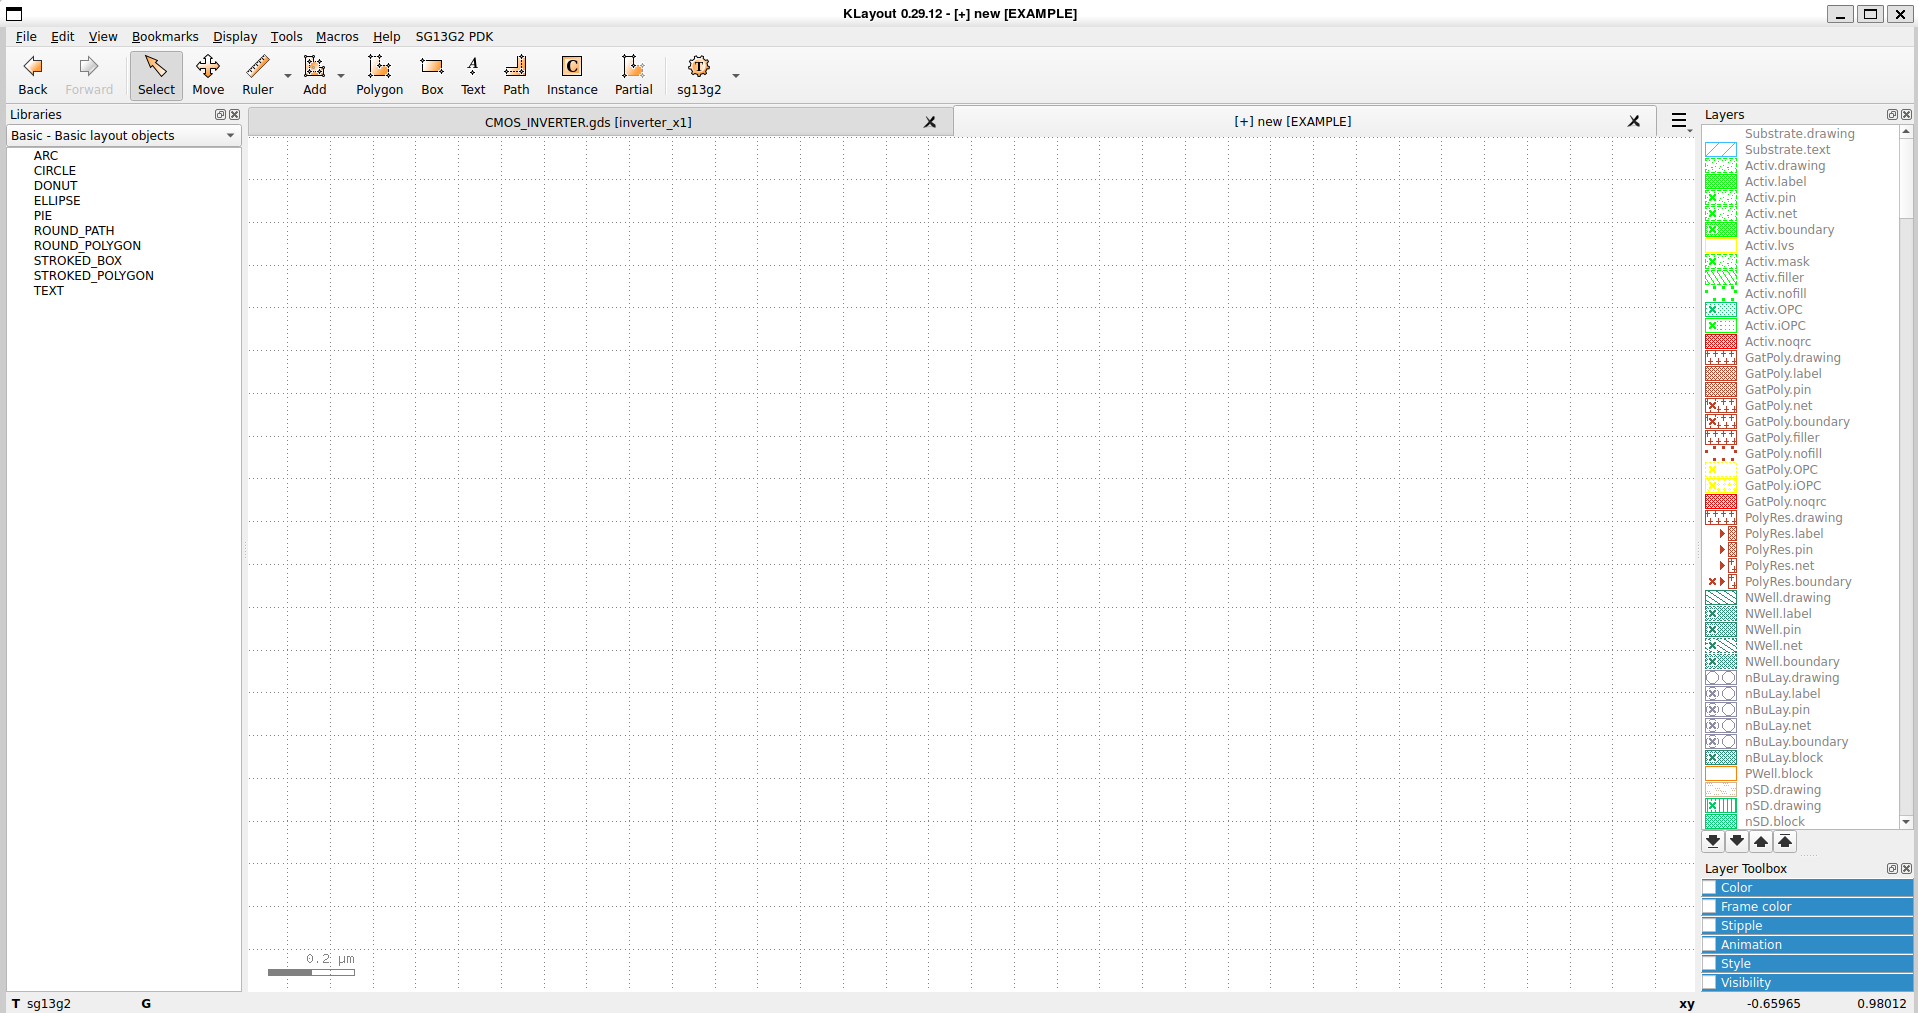 KLayout 0.29.12 - [+] new [EXAMPLE]
File Edit View Bookmarks Display Tools Macros Help SG13G2 PDK
Back Forward Select Move Ruler Add Polygon Box Text Path Instance Partial sg13g2
Libraries
Basic - Basic layout objects
ARC
CIRCLE
DONUT
ELLIPSE
PIE
ROUND_PATH
ROUND_POLYGON
STROKED_BOX
STROKED_POLYGON
TEXT
CMOS_INVERTER.gds [inverter_x1]
[+] new [EXAMPLE]
0.2 µm
Layers
Substrate.drawing
Substrate.text
Activ.drawing
Activ.label
Activ.pin
Activ.net
Activ.boundary
Activ.lvs
Activ.mask
Activ.filler
Activ.nofill
Activ.OPC
Activ.iOPC
Activ.noqrc
GatPoly.drawing
GatPoly.label
GatPoly.pin
GatPoly.net
GatPoly.boundary
GatPoly.filler
GatPoly.nofill
GatPoly.OPC
GatPoly.iOPC
GatPoly.noqrc
PolyRes.drawing
PolyRes.label
PolyRes.pin
PolyRes.net
PolyRes.boundary
NWell.drawing
NWell.label
NWell.pin
NWell.net
NWell.boundary
nBuLay.drawing
nBuLay.label
nBuLay.pin
nBuLay.net
nBuLay.boundary
nBuLay.block
PWell.block
pSD.drawing
nSD.drawing
nSD.block
Layer Toolbox
Color
Frame color
Stipple
Animation
Style
Visibility
T sg13g2 G xy -0.65965 0.98012